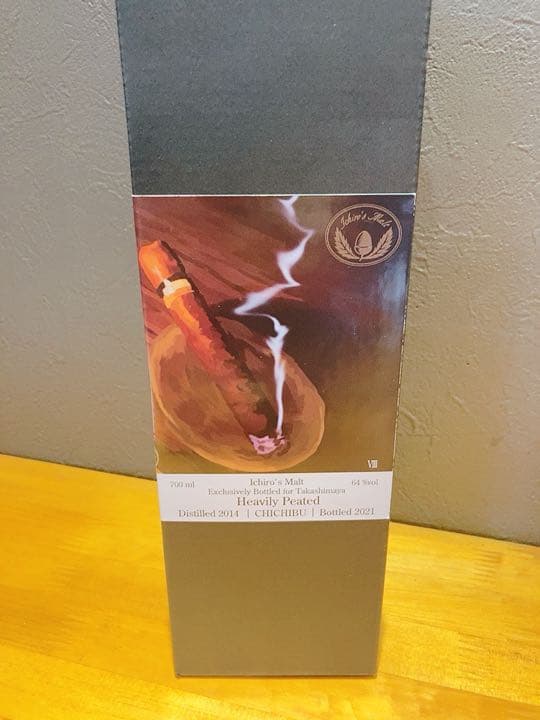 Ichiro's Malt
VIII
700 ml
Ichiro's Malt
64 %vol
Exclusively Bottled for Takashimaya
Heavily Peated
Distilled 2014 | CHICHIBU | Bottled 2021